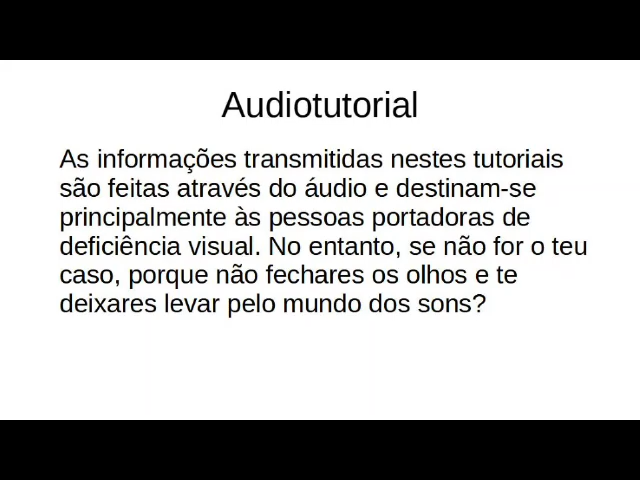 Audiotutorial
As informações transmitidas nestes tutoriais
são feitas através do áudio e destinam-se
principalmente às pessoas portadoras de
deficiência visual. No entanto, se não for o teu
caso, porque não fechares os olhos e te
deixares levar pelo mundo dos sons?